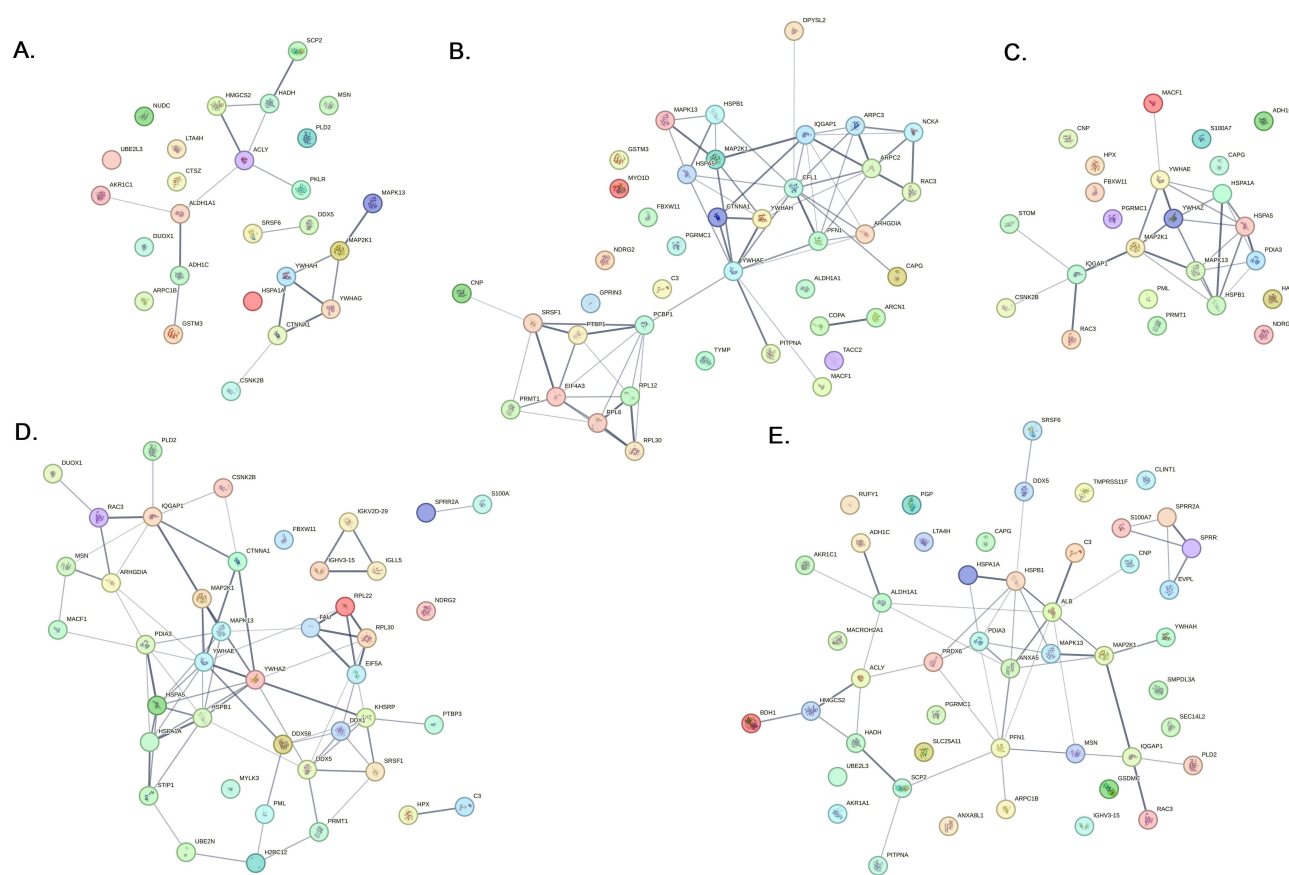 A.
SCP2
HMGCS2
HADH
MSN
NUDC
PLD2
LTA4H
UBE2L3
ACLY
CTSZ
AKR1C1
PKLR
MAPK13
ALDH1A1
SRSF6
DDX5
DUOX1
MAP2K1
ADH1C
YWHAH
ARPC1B
HSPA1A
YWHAG
GSTM3
CTNNA1
CSNK2B
B.
DPYSL2
MAPK13
HSPB1
IQGAP1
ARPC3
NCKA
MAP2K1
GSTM3
HSPA5
ARPC2
MYO1D
CFL1
RAC3
FBXW11
CTNNA1
YWHAH
ARHGDIA
PGRMC1
PFN1
NDRG2
YWHAE
CAPG
C3
ALDH1A1
CNP
GPRIN3
SRSF1
PTBP1
PCBP1
COPA
ARCN1
TYMP
PITPNA
TACC2
MACF1
EIF4A3
RPL12
PRMT1
RPL6
RPL30
C.
MACF1
ADH1
CNP
S100A7
HPX
CAPG
YWHAE
FBXW11
HSPA1A
PGRMC1
YWHAZ
STOM
HSPA5
MAP2K1
PDIA3
IQGAP1
MAPK13
PML
HSPB1
HA
CSNK2B
PRMT1
RAC3
NDRG
D.
PLD2
DUOX1
CSNK2B
SPRR2A
S100A
RAC3
IQGAP1
IGKV2D-29
FBXW11
CTNNA1
MSN
IGHV3-15
IGLL5
ARHGDIA
MAP2K1
RPL22
NDRG2
MACF1
MAPK13
FAU
RPL30
PDIA3
YWHAE
YWHAZ
EIF5A
HSPA5
HSPB1
KHSRP
PTBP3
DDX1
HSPA1A
DDX58
DDX5
SRSF1
STIP1
MYLK3
PML
HPX
C3
PRMT1
UBE2N
H2BC12
E.
SRSF6
CLINT1
DDX5
TMPRSS11F
RUFY1
PGP
S100A7
SPRR2A
ADH1C
LTA4H
CAPG
C3
SPRR
AKR1C1
HSPA1A
HSPB1
CNP
EVPL
ALDH1A1
ALB
MACROH2A1
PDIA3
YWHAH
PRDX6
ANXA5
MAPK13
MAP2K1
ACLY
SMPDL3A
HMGCS2
PGRMC1
BDH1
SEC14L2
HADH
SLC25A11
PFN1
MSN
IQGAP1
PLD2
UBE2L3
SCP2
GSDMC
ARPC1B
AKR1A1
ANXA8L1
IGHV3-15
RAC3
PITPNA